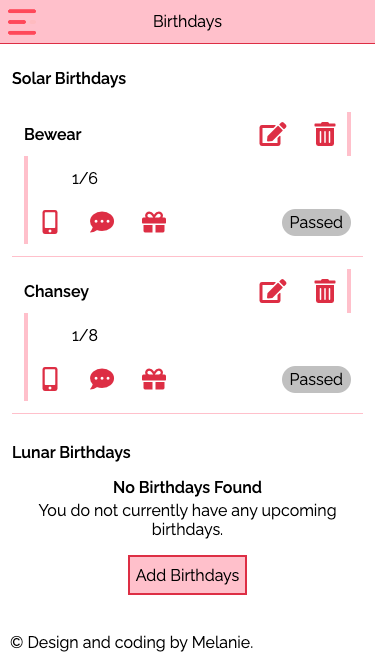 Birthdays
Solar Birthdays
Bewear
1/6
Passed
Chansey
1/8
Passed
Lunar Birthdays
No Birthdays Found
You do not currently have any upcoming
birthdays.
Add Birthdays
© Design and coding by Melanie.